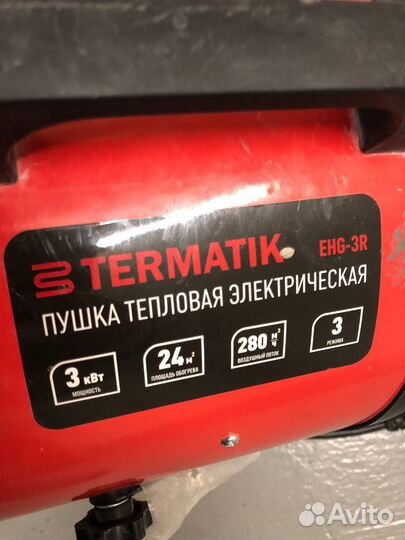 TERMATIK EHG-3R
ПУШКА ТЕПЛОВАЯ ЭЛЕКТРИЧЕСКАЯ
3 кВт
МОЩНОСТЬ
24 м²
ПЛОЩАДЬ ОБОГРЕВА
280 м³/ч
ВОЗДУШНЫЙ ПОТОК
3
РЕЖИМА
Avito